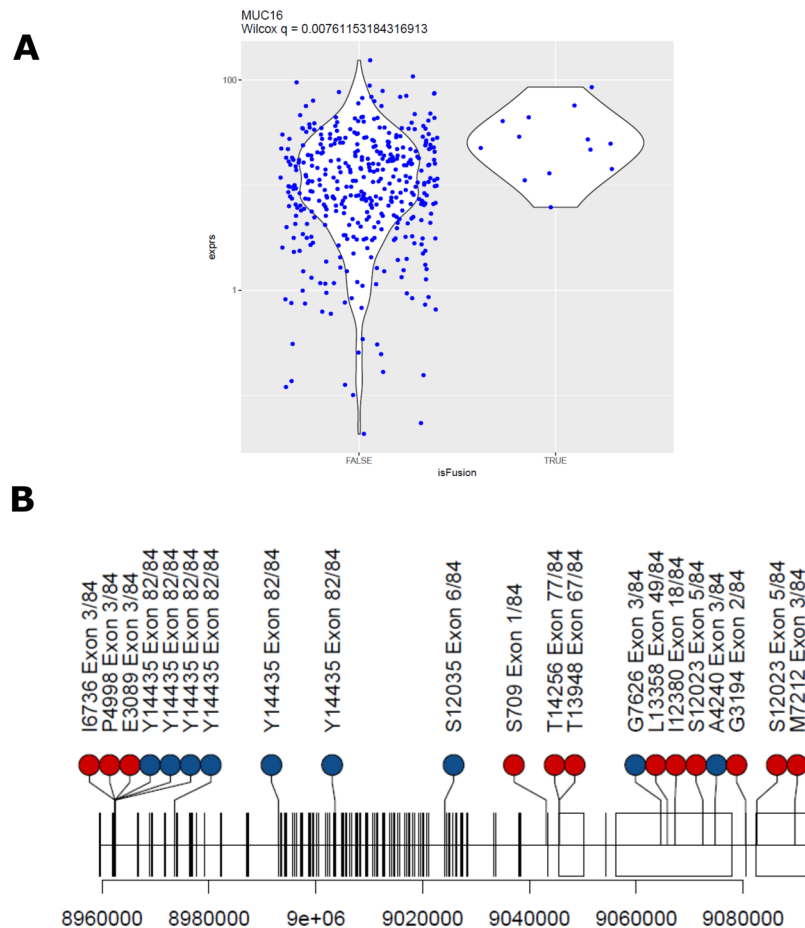 A
MUC16
Wilcox q = 0.00761153184316913
100
1
exprs
FALSE
TRUE
isFusion
B
I6736 Exon 3/84
P4998 Exon 3/84
E3089 Exon 3/84
Y14435 Exon 82/84
Y14435 Exon 82/84
Y14435 Exon 82/84
Y14435 Exon 82/84
Y14435 Exon 82/84
Y14435 Exon 82/84
S12035 Exon 6/84
S709 Exon 1/84
T14256 Exon 77/84
T13948 Exon 67/84
G7626 Exon 3/84
L13358 Exon 49/84
I12380 Exon 18/84
S12023 Exon 5/84
A4240 Exon 3/84
G3194 Exon 2/84
S12023 Exon 5/84
M7212 Exon 3/84
8960000
8980000
9e+06
9020000
9040000
9060000
9080000